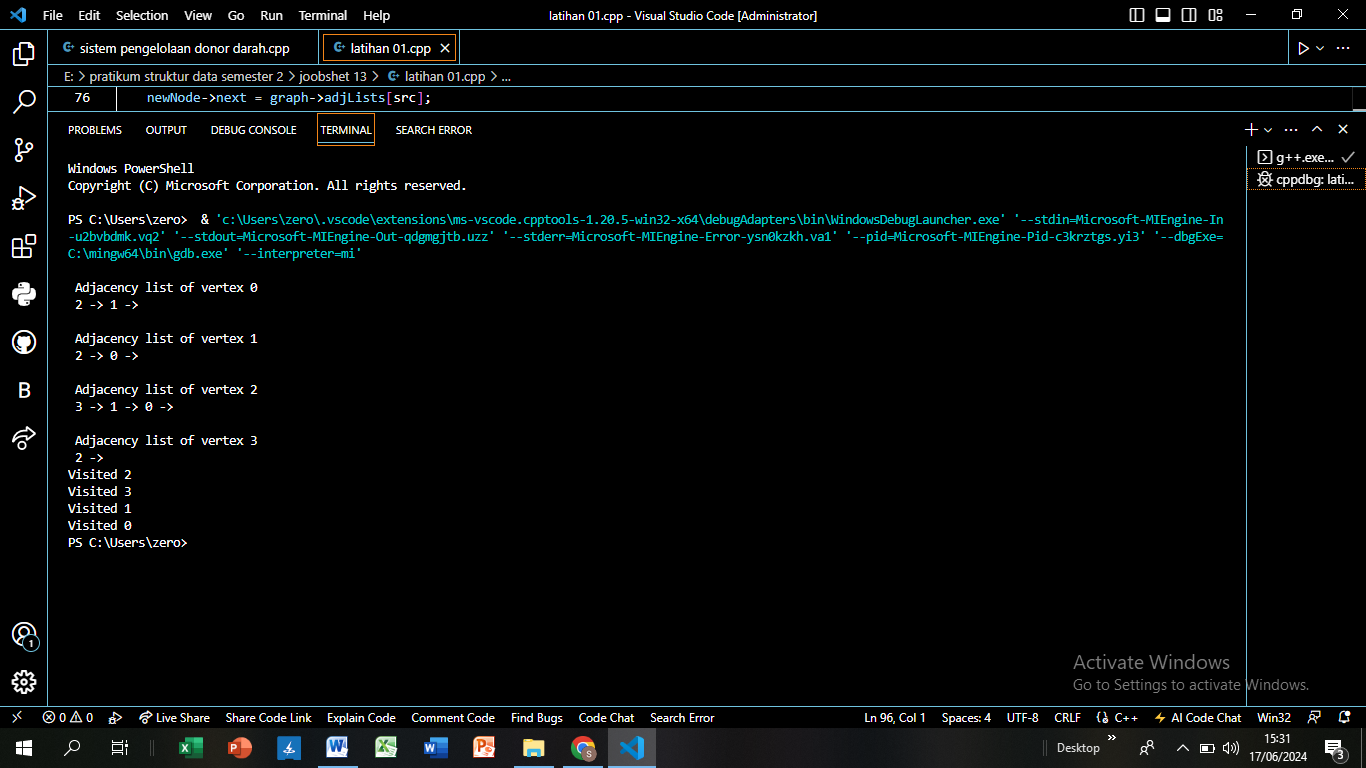 File Edit Selection View Go Run Terminal Help latihan 01.cpp - Visual Studio Code [Administrator]
sistem pengelolaan donor darah.cpp latihan 01.cpp
E: > pratikum struktur data semester 2 > joobshet 13 > latihan 01.cpp > ...
76 newNode->next = graph->adjLists[src];
PROBLEMS OUTPUT DEBUG CONSOLE TERMINAL SEARCH ERROR
g++.exe...
cppdbg: lati...
Windows PowerShell
Copyright (C) Microsoft Corporation. All rights reserved.
PS C:\Users\zero> & 'c:\Users\zero\.vscode\extensions\ms-vscode.cpptools-1.20.5-win32-x64\debugAdapters\bin\WindowsDebugLauncher.exe' '--stdin=Microsoft-MIEngine-In
-u2bvbdmk.vq2' '--stdout=Microsoft-MIEngine-Out-qdgmgjtb.uzz' '--stderr=Microsoft-MIEngine-Error-ysn0kzkh.va1' '--pid=Microsoft-MIEngine-Pid-c3krztgs.yi3' '--dbgExe=
C:\mingw64\bin\gdb.exe' '--interpreter=mi'
Adjacency list of vertex 0
2 -> 1 ->
Adjacency list of vertex 1
2 -> 0 ->
Adjacency list of vertex 2
3 -> 1 -> 0 ->
Adjacency list of vertex 3
2 ->
Visited 2
Visited 3
Visited 1
Visited 0
PS C:\Users\zero>
B
1
Activate Windows
Go to Settings to activate Windows.
0 0 Live Share Share Code Link Explain Code Comment Code Find Bugs Code Chat Search Error Ln 96, Col 1 Spaces: 4 UTF-8 CRLF {} C++ AI Code Chat Win32
Desktop 15:31
17/06/2024 3